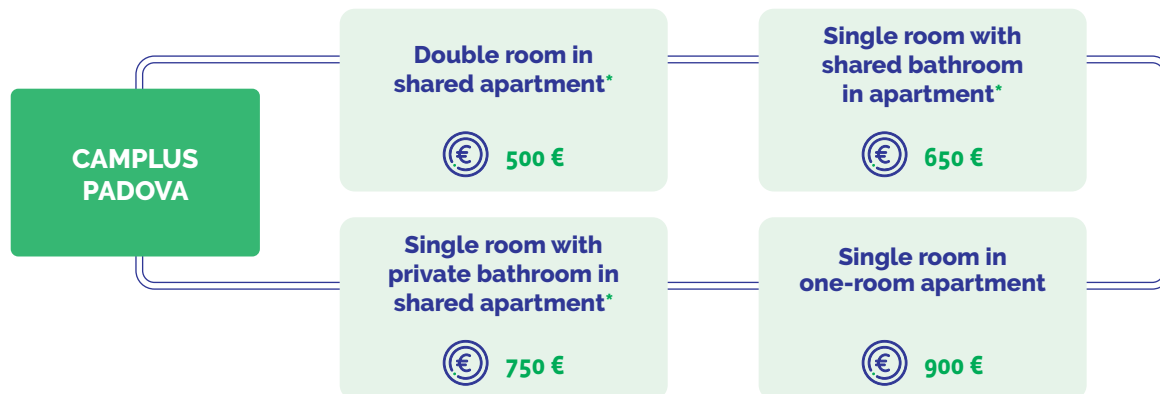 CAMPLUS
PADOVA
Double room in
shared apartment*
500 €
Single room with
shared bathroom
in apartment*
650 €
Single room with
private bathroom in
shared apartment*
750 €
Single room in
one-room apartment
900 €